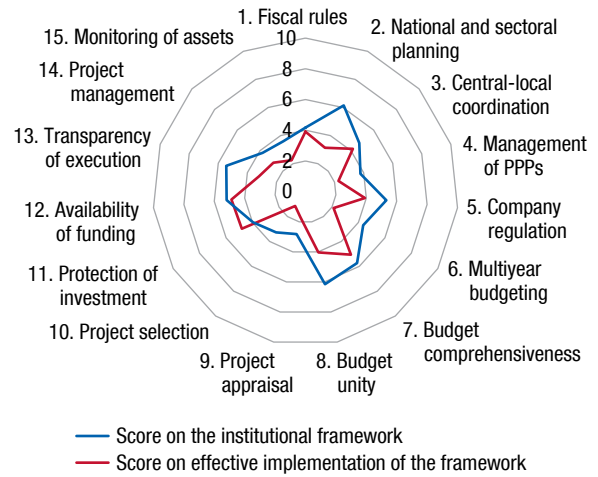 1. Fiscal rules
2. National and sectoral
planning
3. Central-local
coordination
4. Management
of PPPs
5. Company
regulation
6. Multiyear
budgeting
7. Budget
comprehensiveness
8. Budget
unity
9. Project
appraisal
10. Project selection
11. Protection of
investment
12. Availability
of funding
13. Transparency
of execution
14. Project
management
15. Monitoring of assets
10
8
6
4
2
0
Score on the institutional framework
Score on effective implementation of the framework